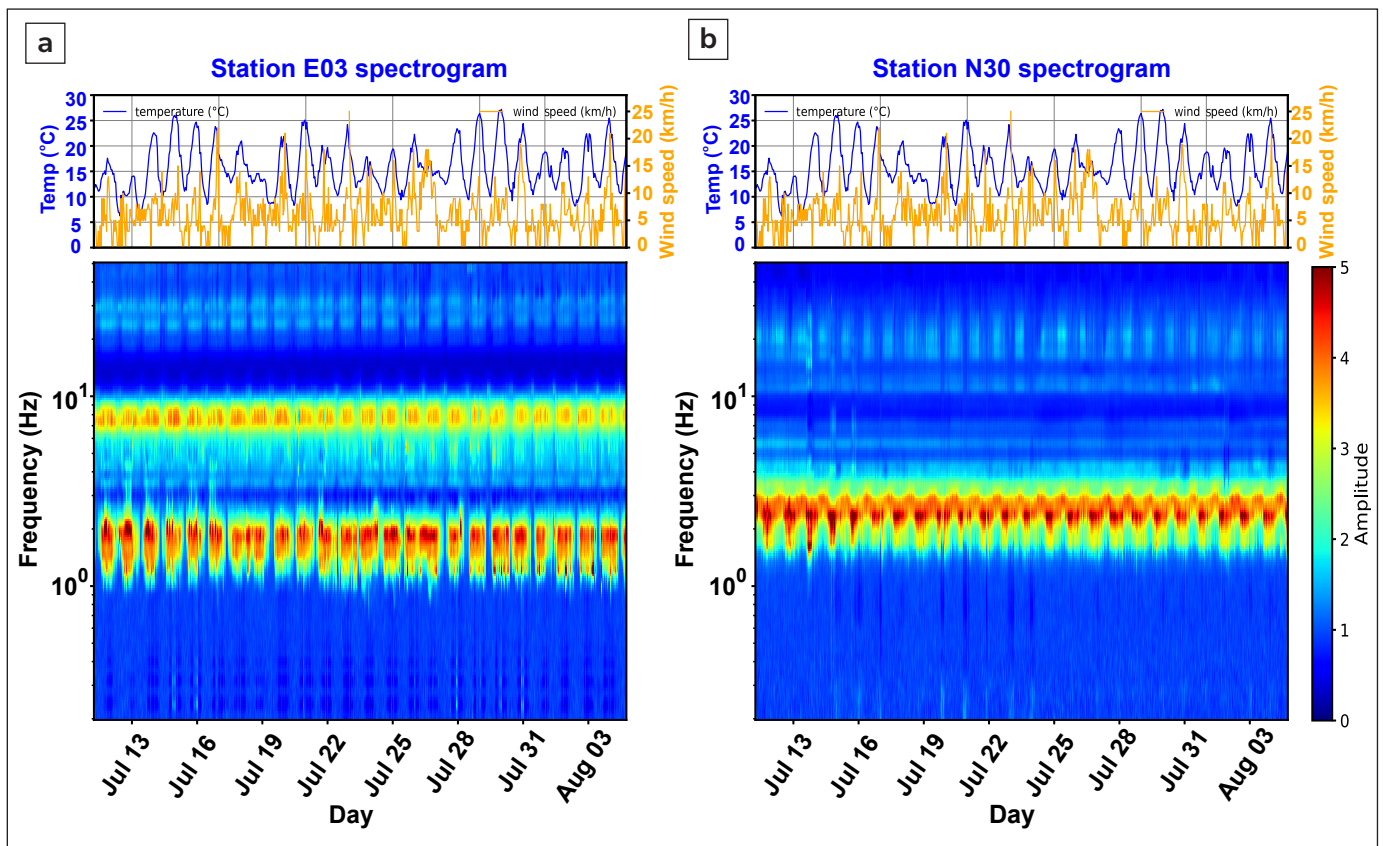 a
Station E03 spectrogram
temperature (°C)
wind speed (km/h)
30
25
20
15
10
5
0
Temp (°C)
25
20
15
10
5
0
Wind speed (km/h)
10¹
10⁰
Frequency (Hz)
Jul 13
Jul 16
Jul 19
Jul 22
Jul 25
Jul 28
Jul 31
Aug 03
Day
b
Station N30 spectrogram
temperature (°C)
wind speed (km/h)
30
25
20
15
10
5
0
Temp (°C)
25
20
15
10
5
0
Wind speed (km/h)
10¹
10⁰
Frequency (Hz)
Jul 13
Jul 16
Jul 19
Jul 22
Jul 25
Jul 28
Jul 31
Aug 03
Day
5
4
3
2
1
0
Amplitude